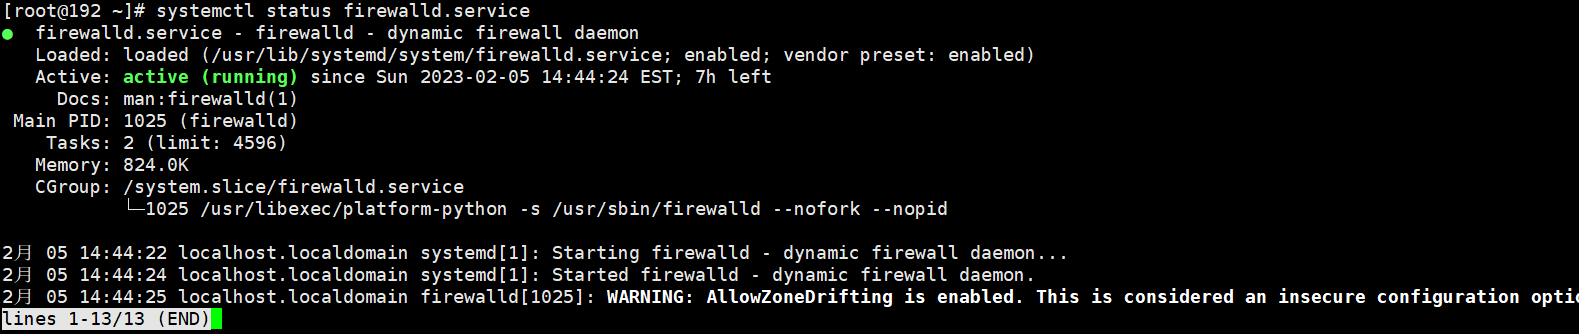 [root@192 ~]# systemctl status firewalld.service
● firewalld.service - firewalld - dynamic firewall daemon
   Loaded: loaded (/usr/lib/systemd/system/firewalld.service; enabled; vendor preset: enabled)
   Active: active (running) since Sun 2023-02-05 14:44:24 EST; 7h left
     Docs: man:firewalld(1)
 Main PID: 1025 (firewalld)
    Tasks: 2 (limit: 4596)
   Memory: 824.0K
   CGroup: /system.slice/firewalld.service
           └─1025 /usr/libexec/platform-python -s /usr/sbin/firewalld --nofork --nopid

2月 05 14:44:22 localhost.localdomain systemd[1]: Starting firewalld - dynamic firewall daemon...
2月 05 14:44:24 localhost.localdomain systemd[1]: Started firewalld - dynamic firewall daemon.
2月 05 14:44:25 localhost.localdomain firewalld[1025]: WARNING: AllowZoneDrifting is enabled. This is considered an insecure configuration optio
lines 1-13/13 (END)